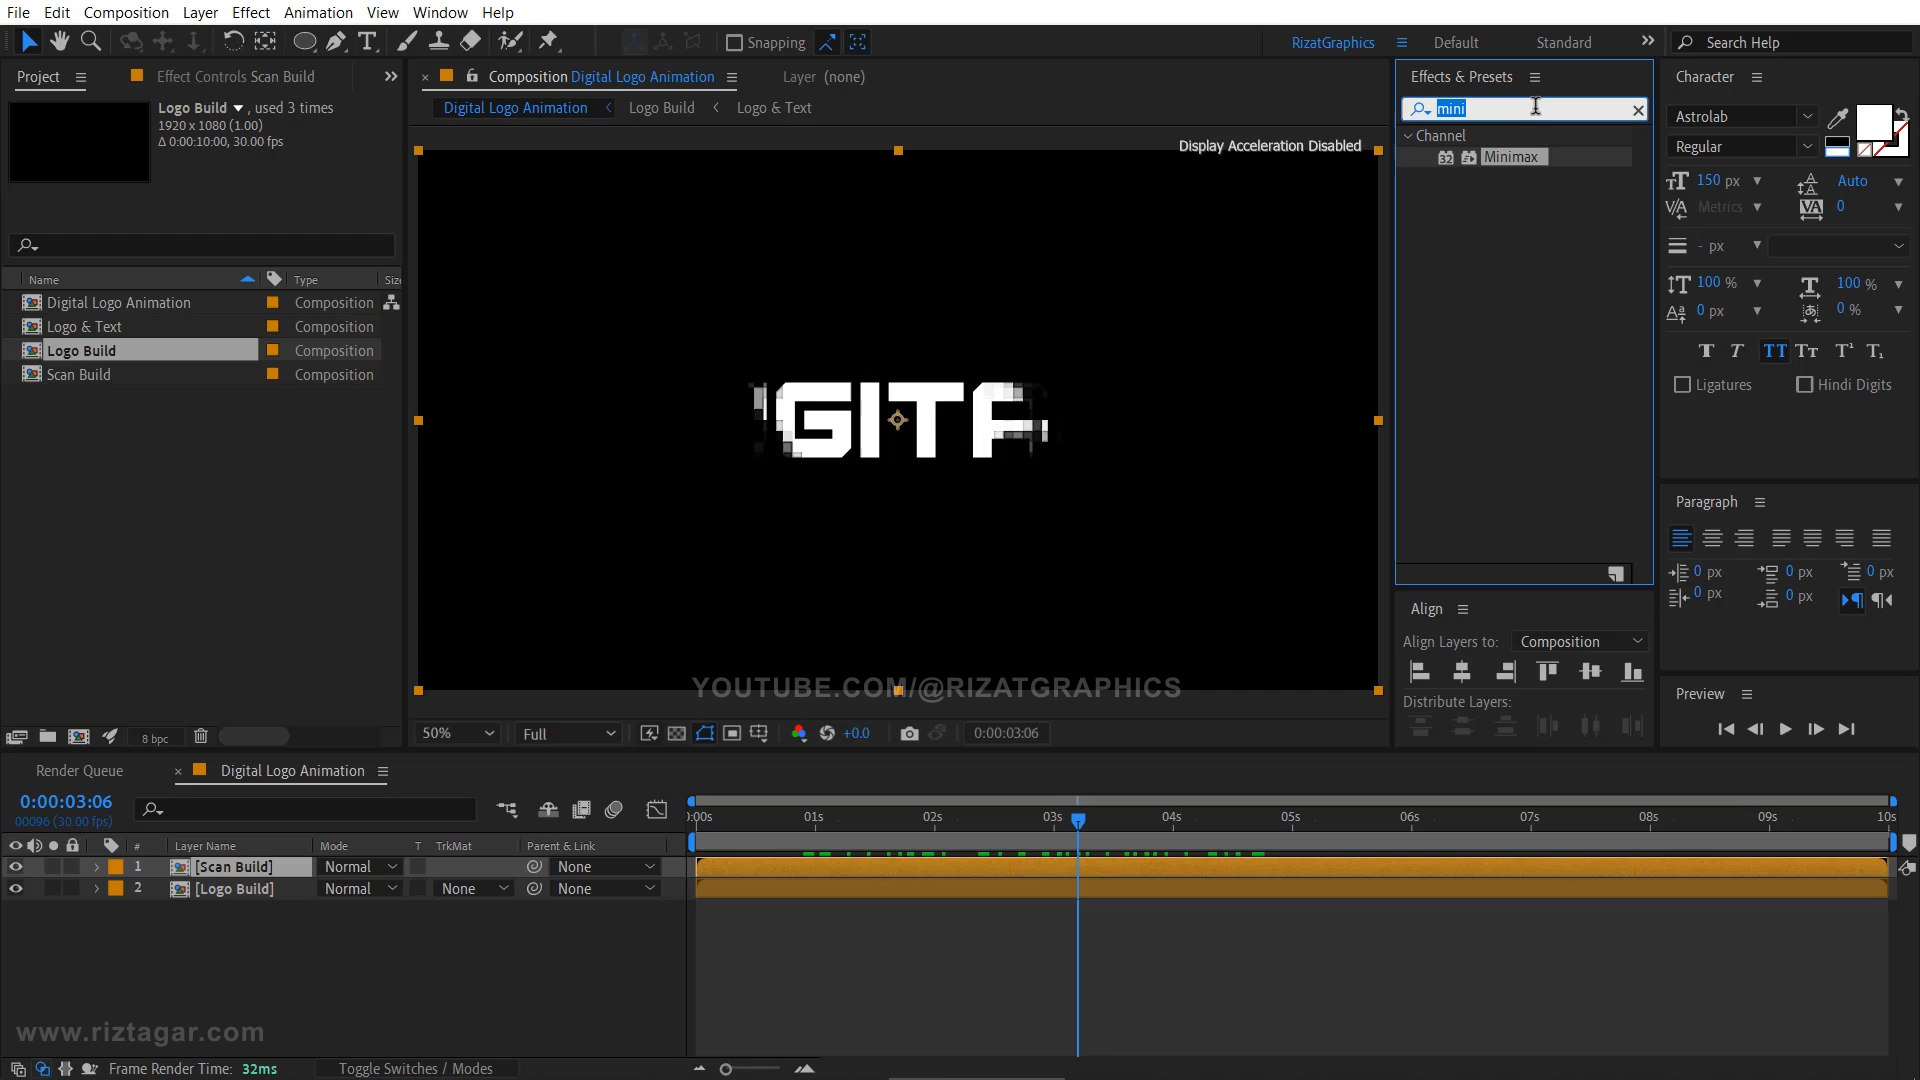 File Edit Composition Layer Effect Animation View Window Help
Snapping
RizatGraphics Default Standard Search Help
Project Effect Controls Scan Build
Logo Build , used 3 times
1920 x 1080 (1.00)
Δ 0:00:10:00, 30.00 fps
Name Type Siz
Digital Logo Animation Composition
Logo & Text Composition
Logo Build Composition
Scan Build Composition
8 bpc
Composition Digital Logo Animation Layer (none)
Digital Logo Animation Logo Build Logo & Text
Display Acceleration Disabled
GITA
YOUTUBE.COM/@RIZATGRAPHICS
50% Full +0.0 0:00:03:06
Effects & Presets
mini
Channel
32 Minimax
Align
Align Layers to: Composition
Distribute Layers:
Character
Astrolab
Regular
150 px Auto
Metrics 0
- px
100 % 100 %
0 px 0 %
Ligatures Hindi Digits
Paragraph
0 px 0 px 0 px
0 px 0 px
Preview
Render Queue Digital Logo Animation
0:00:03:06
00096 (30.00 fps)
):00s 01s 02s 03s 04s 05s 06s 07s 08s 09s 10s
# Layer Name Mode T TrkMat Parent & Link
1 [Scan Build] Normal None
2 [Logo Build] Normal None None
www.riztagar.com
Frame Render Time: 32ms Toggle Switches / Modes